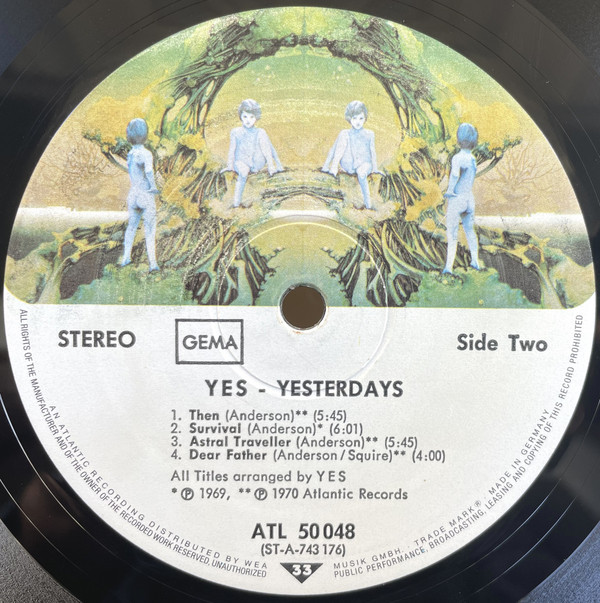 STEREO
GEMA
Side Two
YES - YESTERDAYS
1. Then (Anderson)** (5:45)
2. Survival (Anderson)* (6:01)
3. Astral Traveller (Anderson)** (5:45)
4. Dear Father (Anderson/Squire)** (4:00)
All Titles arranged by YES
* ℗ 1969, ** ℗ 1970 Atlantic Records
ATL 50 048
(ST-A-743 176)
33
ALL RIGHTS OF THE MANUFACTURER AND OF THE OWNER OF THE RECORDED WORK RESERVED, UNAUTHORIZED
PUBLIC PERFORMANCE, BROADCASTING, LEASING AND COPYING OF THIS RECORD PROHIBITED
AN ATLANTIC RECORDING DISTRIBUTED BY WEA
MUSIK GMBH. TRADE MARK® MADE IN GERMANY